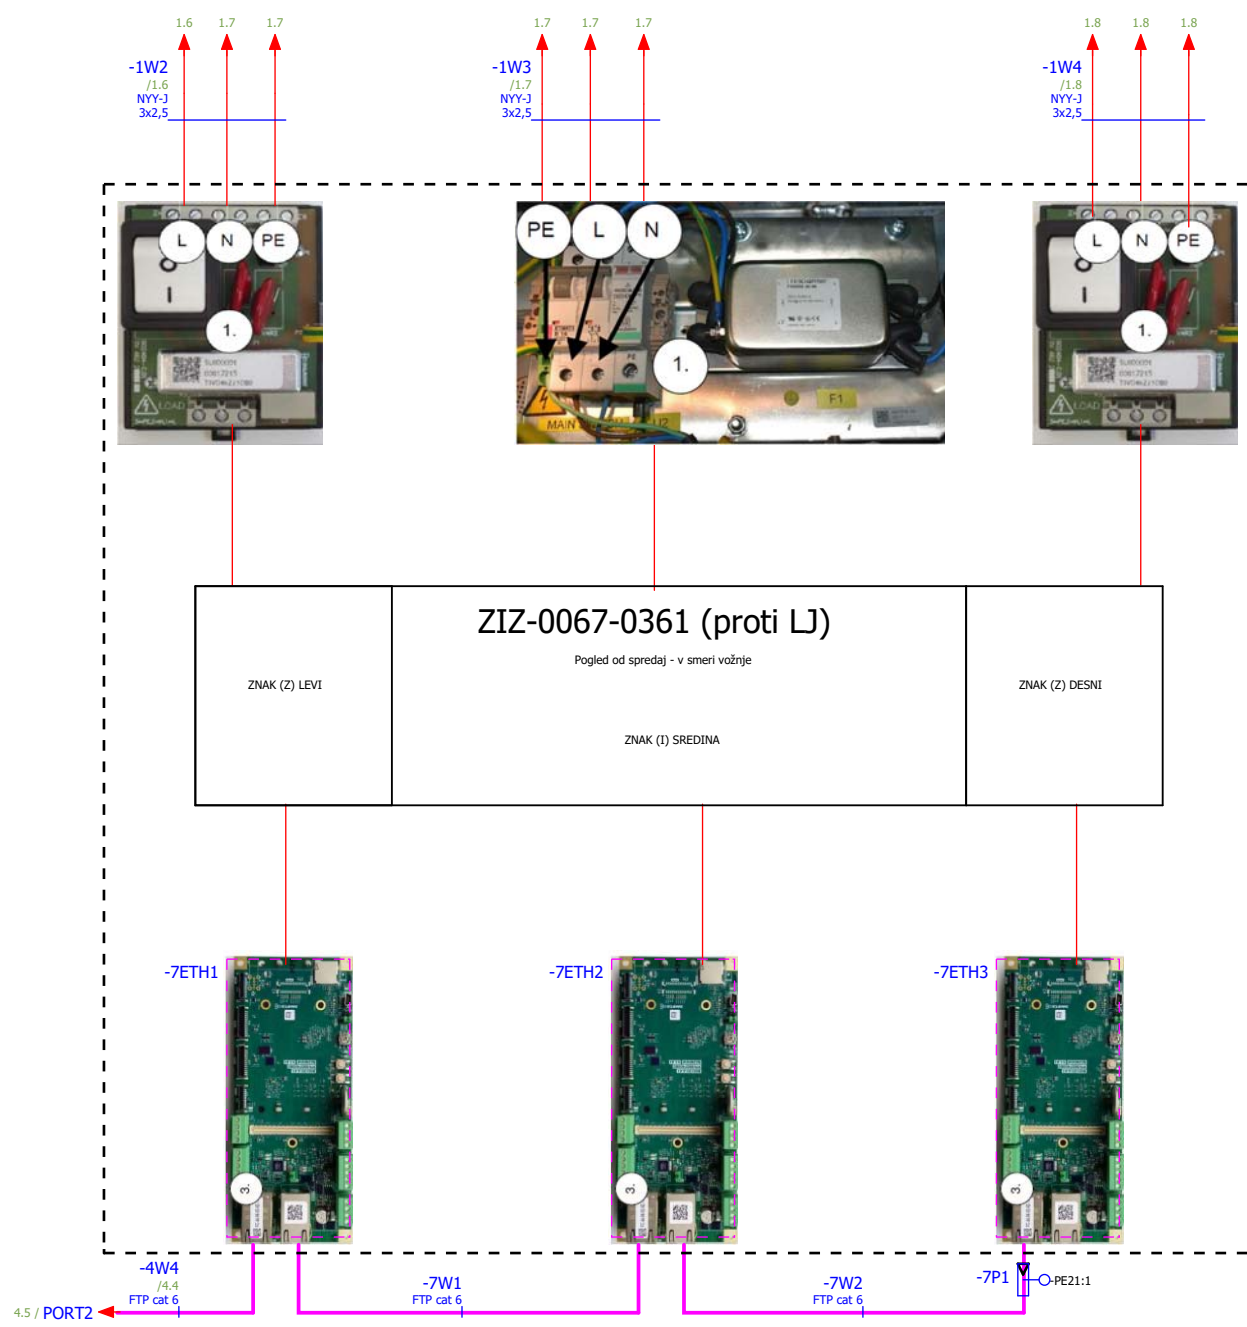 1.6 1.7 1.7 1.7 1.7 1.7 1.8 1.8 1.8
-1W2
/1.6
NYY-J
3x2,5
-1W3
/1.7
NYY-J
3x2,5
-1W4
/1.8
NYY-J
3x2,5
L N PE
1.
LOAD
PE L N
1.
F1
MAIN
L N PE
1.
LOAD
ZIZ-0067-0361 (proti LJ)
Pogled od spredaj - v smeri vožnje
ZNAK (Z) LEVI
ZNAK (Z) DESNI
ZNAK (I) SREDINA
-7ETH1
-7ETH2
-7ETH3
3.
3.
3.
-4W4
/4.4
FTP cat 6
-7W1
FTP cat 6
-7W2
FTP cat 6
-7P1
-PE21:1
4.5 / PORT2